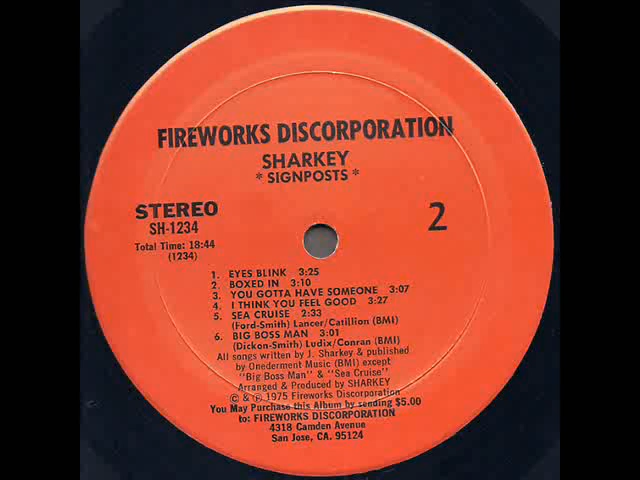 FIREWORKS DISCORPORATION
SHARKEY
* SIGNPOSTS *
STEREO
SH-1234
2
Total Time: 18:44
(1234)
1. EYES BLINK 3:25
2. BOXED IN 3:10
3. YOU GOTTA HAVE SOMEONE 3:07
4. I THINK YOU FEEL GOOD 3:27
5. SEA CRUISE 2:33
(Ford-Smith) Lancer/Catillion (BMI)
6. BIG BOSS MAN 3:01
(Dickon-Smith) Ludix/Conran (BMI)
All songs written by J. Sharkey & published
by Onederment Music (BMI) except
"Big Boss Man" & "Sea Cruise"
Arranged & Produced by SHARKEY
© & ℗ 1975 Fireworks Discorporation
You May Purchase this Album by sending $5.00
to: FIREWORKS DISCORPORATION
4318 Camden Avenue
San Jose, CA. 95124